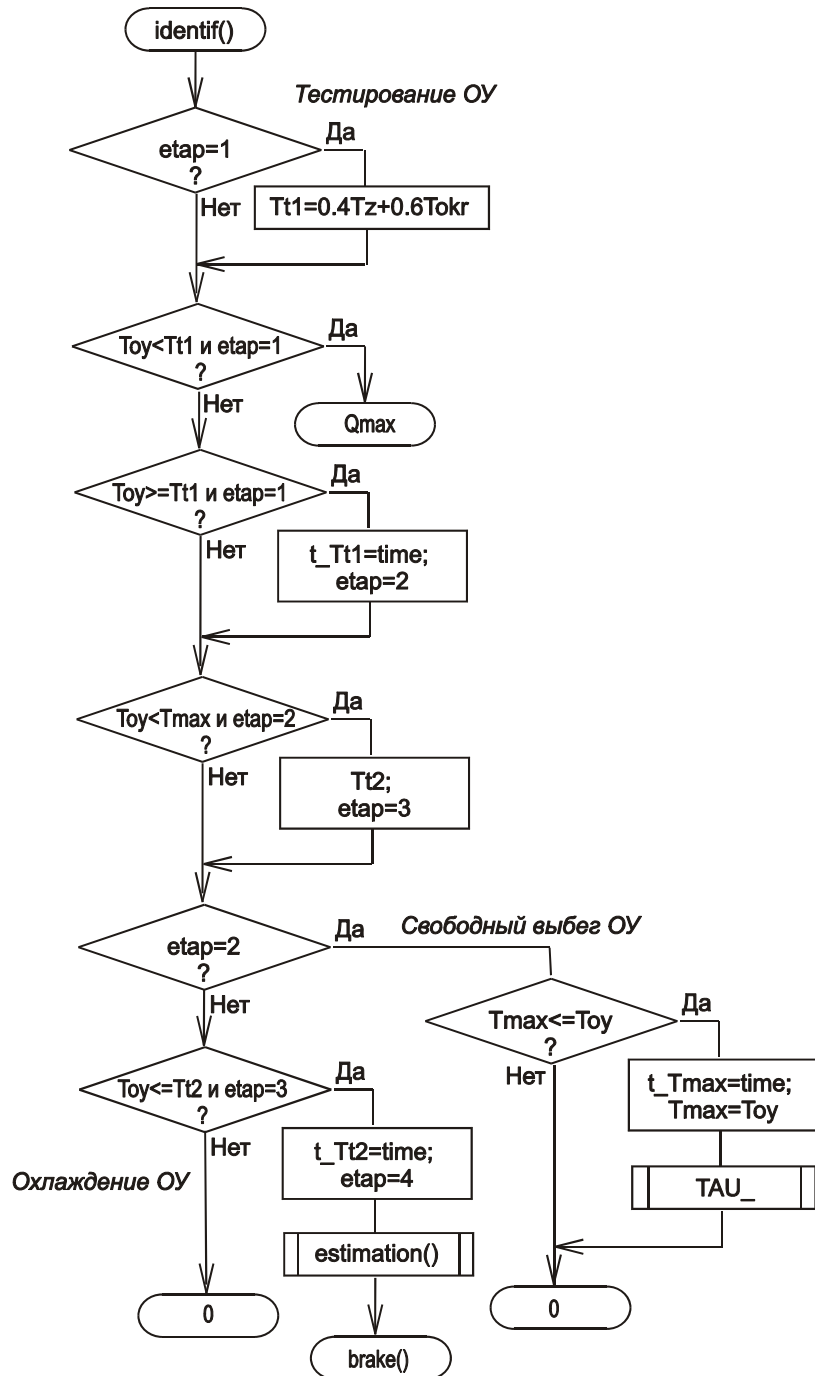 identif()
Тестирование ОУ
etap=1
?
Да
Нет
Tt1=0.4Tz+0.6Tokr
Toy<Tt1 и etap=1
?
Да
Нет
Qmax
Toy>=Tt1 и etap=1
?
Да
Нет
t_Tt1=time;
etap=2
Toy<Tmax и etap=2
?
Да
Нет
Tt2;
etap=3
etap=2
?
Да
Свободный выбег ОУ
Нет
Tmax<=Toy
?
Да
Нет
t_Tmax=time;
Tmax=Toy
TAU_
0
Toy<=Tt2 и etap=3
?
Да
Нет
Охлаждение ОУ
t_Tt2=time;
etap=4
estimation()
0
brake()